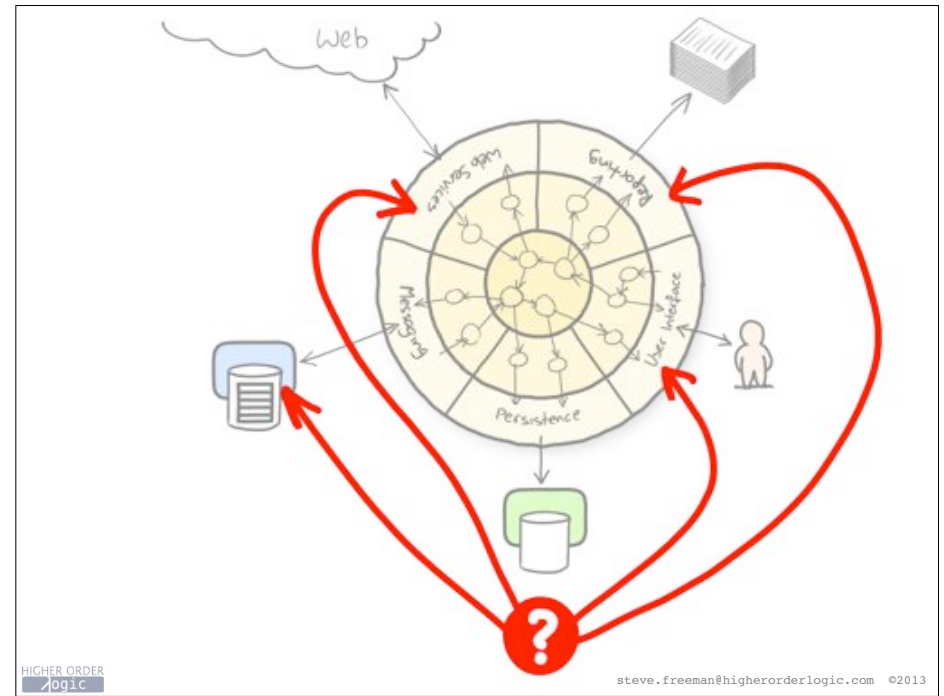 Web
Web Services
Reporting
Messaging
User Interface
Persistence
?
HIGHER ORDER
logic
steve.freeman@higherorderlogic.com ©2013